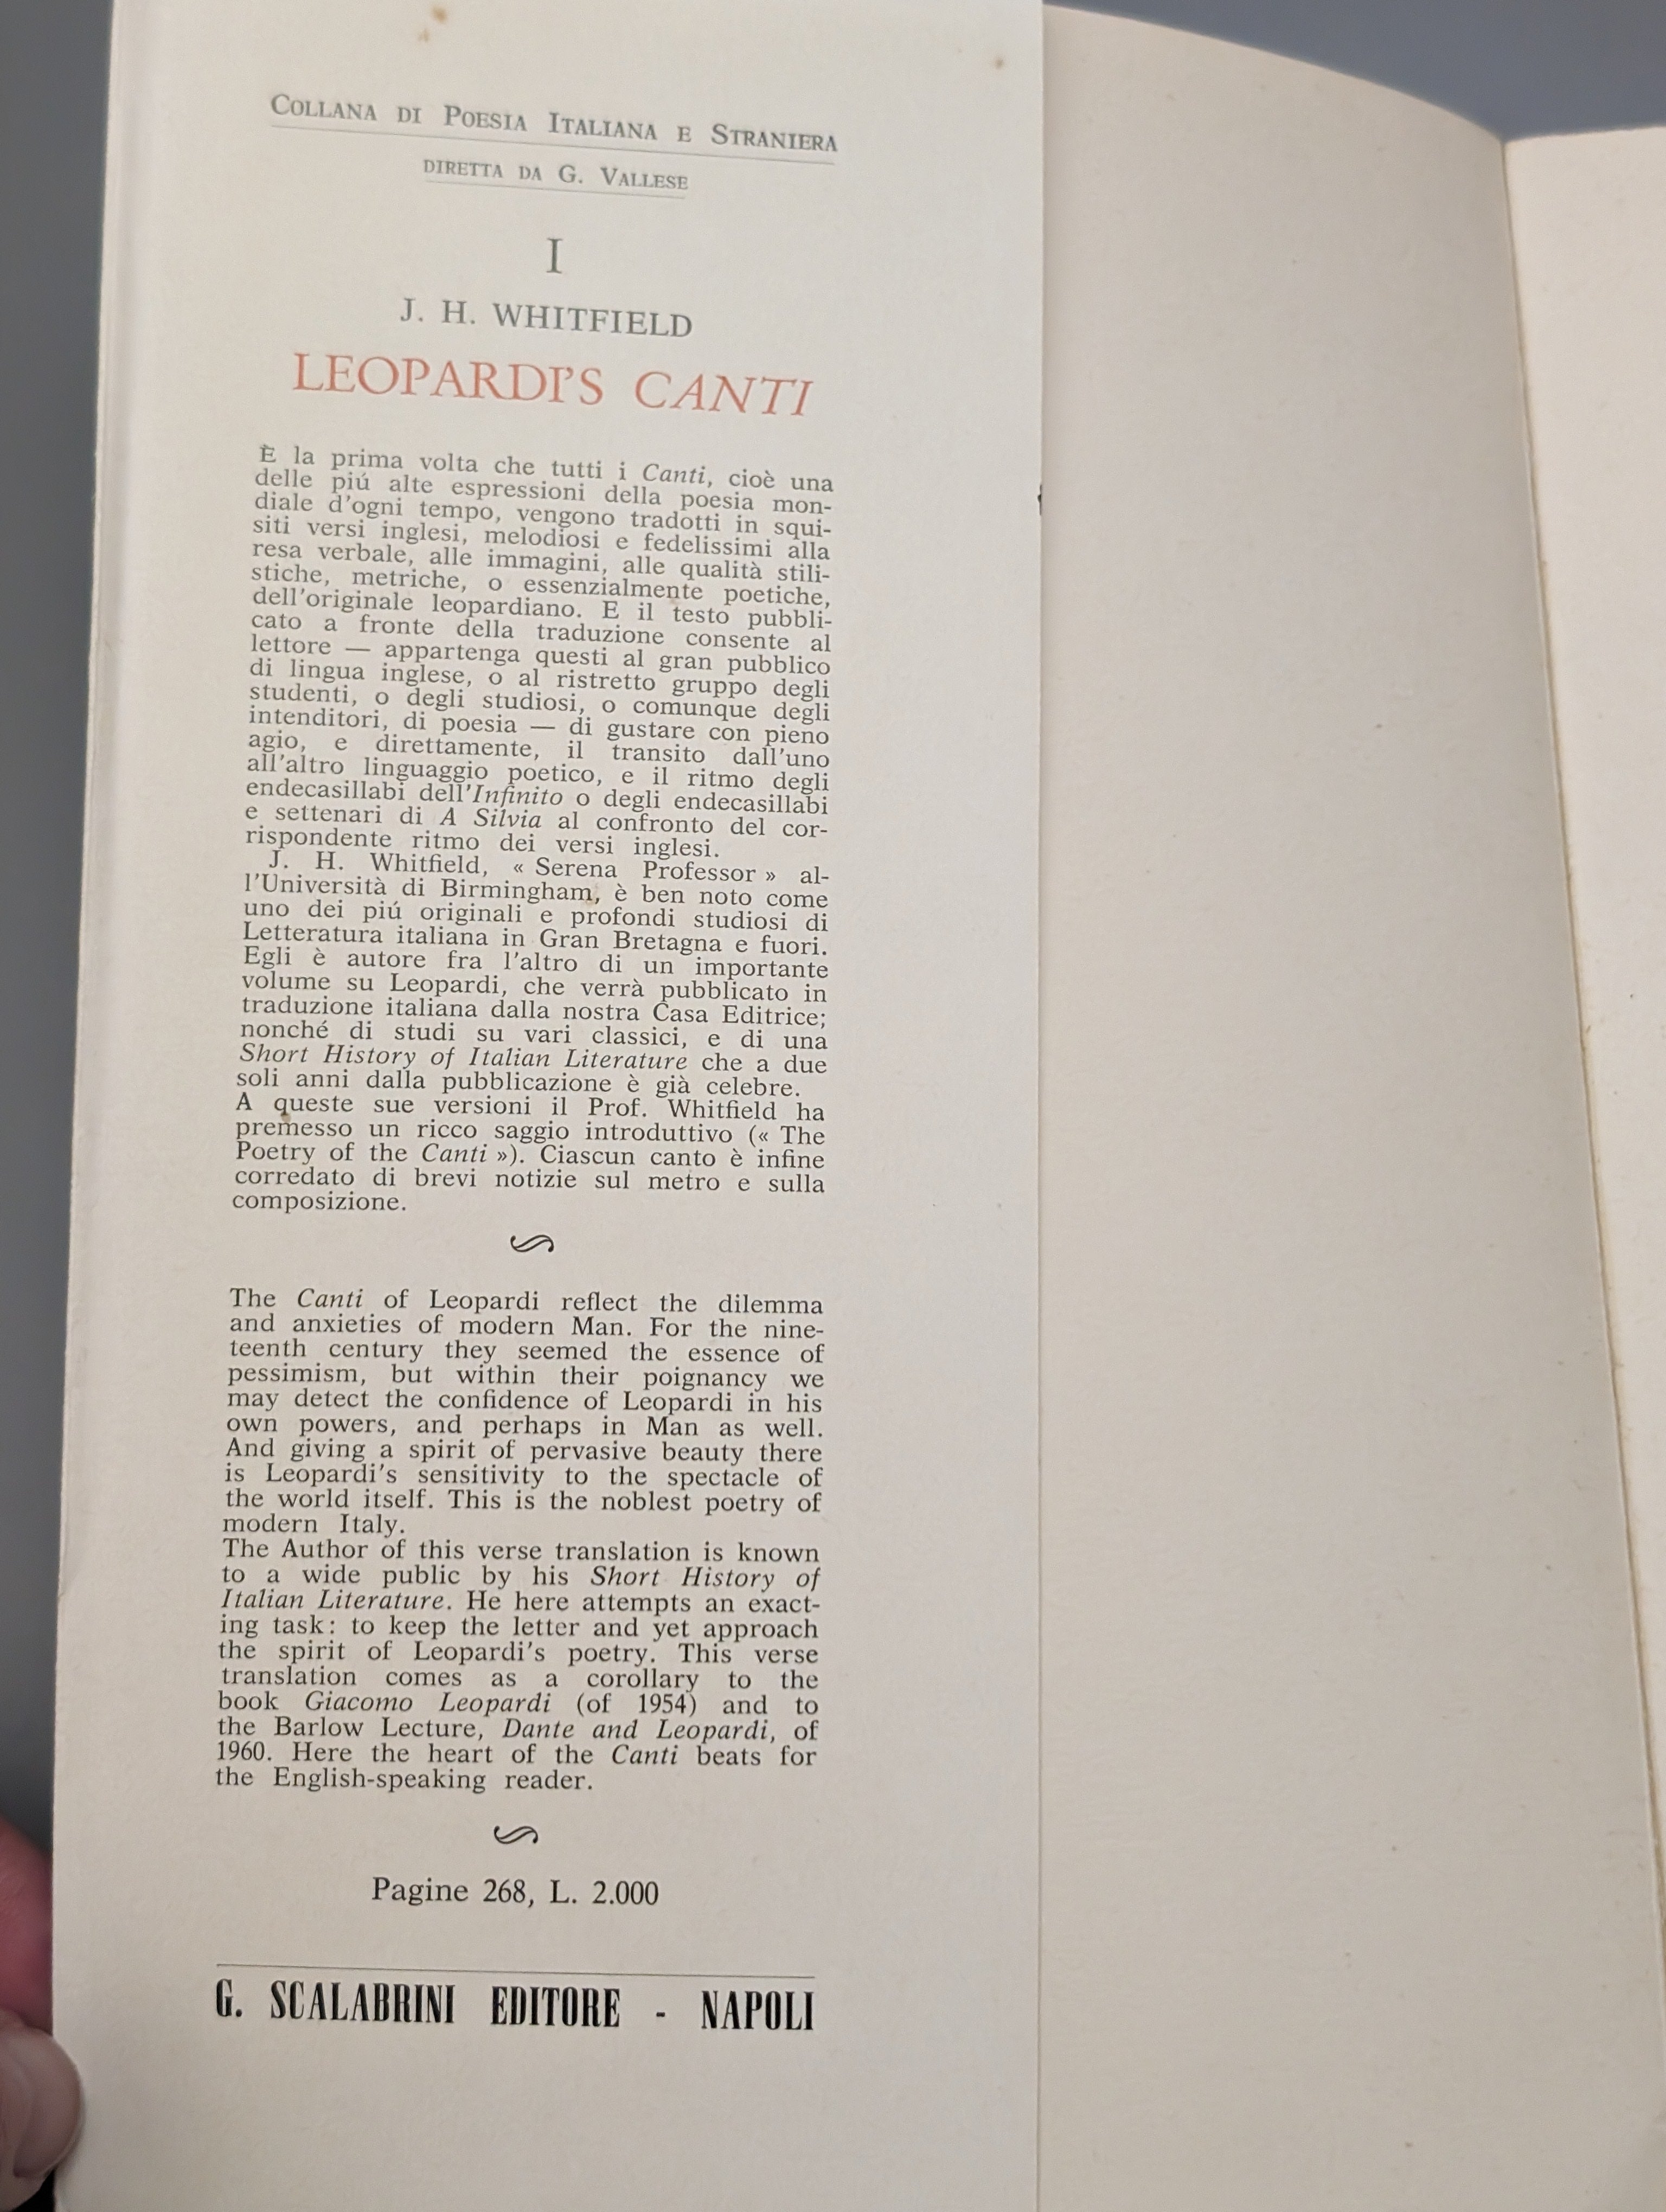 COLLANA DI POESIA ITALIANA E STRANIERA
DIRETTA DA G. VALLESE
I
J. H. WHITFIELD
LEOPARDI'S CANTI
È la prima volta che tutti i Canti, cioè una
delle piú alte espressioni della poesia mon-
diale d'ogni tempo, vengono tradotti in squi-
siti versi inglesi, melodiosi e fedelissimi alla
resa verbale, alle immagini, alle qualità stili-
stiche, metriche, o essenzialmente poetiche,
dell'originale leopardiano. E il testo pubbli-
cato a fronte della traduzione consente al
lettore — appartenga questi al gran pubblico
di lingua inglese, o al ristretto gruppo degli
studenti, o degli studiosi, o comunque degli
intenditori, di poesia — di gustare con pieno
agio, e direttamente, il transito dall'uno
all'altro linguaggio poetico, e il ritmo degli
endecasillabi dell'Infinito o degli endecasillabi
e settenari di A Silvia al confronto del cor-
rispondente ritmo dei versi inglesi.
J. H. Whitfield, « Serena Professor » al-
l'Università di Birmingham, è ben noto come
uno dei piú originali e profondi studiosi di
Letteratura italiana in Gran Bretagna e fuori.
Egli è autore fra l'altro di un importante
volume su Leopardi, che verrà pubblicato in
traduzione italiana dalla nostra Casa Editrice;
nonché di studi su vari classici, e di una
Short History of Italian Literature che a due
soli anni dalla pubblicazione è già celebre.
A queste sue versioni il Prof. Whitfield ha
premesso un ricco saggio introduttivo (« The
Poetry of the Canti »). Ciascun canto è infine
corredato di brevi notizie sul metro e sulla
composizione.
The Canti of Leopardi reflect the dilemma
and anxieties of modern Man. For the nine-
teenth century they seemed the essence of
pessimism, but within their poignancy we
may detect the confidence of Leopardi in his
own powers, and perhaps in Man as well.
And giving a spirit of pervasive beauty there
is Leopardi's sensitivity to the spectacle of
the world itself. This is the noblest poetry of
modern Italy.
The Author of this verse translation is known
to a wide public by his Short History of
Italian Literature. He here attempts an exact-
ing task: to keep the letter and yet approach
the spirit of Leopardi's poetry. This verse
translation comes as a corollary to the
book Giacomo Leopardi (of 1954) and to
the Barlow Lecture, Dante and Leopardi, of
1960. Here the heart of the Canti beats for
the English-speaking reader.
Pagine 268, L. 2.000
G. SCALABRINI EDITORE - NAPOLI